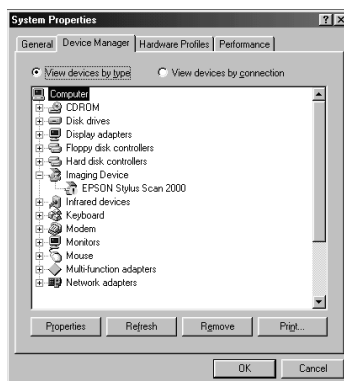 System Properties
General Device Manager Hardware Profiles Performance
View devices by type View devices by connection
Computer
CDROM
Disk drives
Display adapters
Floppy disk controllers
Hard disk controllers
Imaging Device
EPSON Stylus Scan 2000
Infrared devices
Keyboard
Modem
Monitors
Mouse
Multi-function adapters
Network adapters
Properties Refresh Remove Print...
OK Cancel